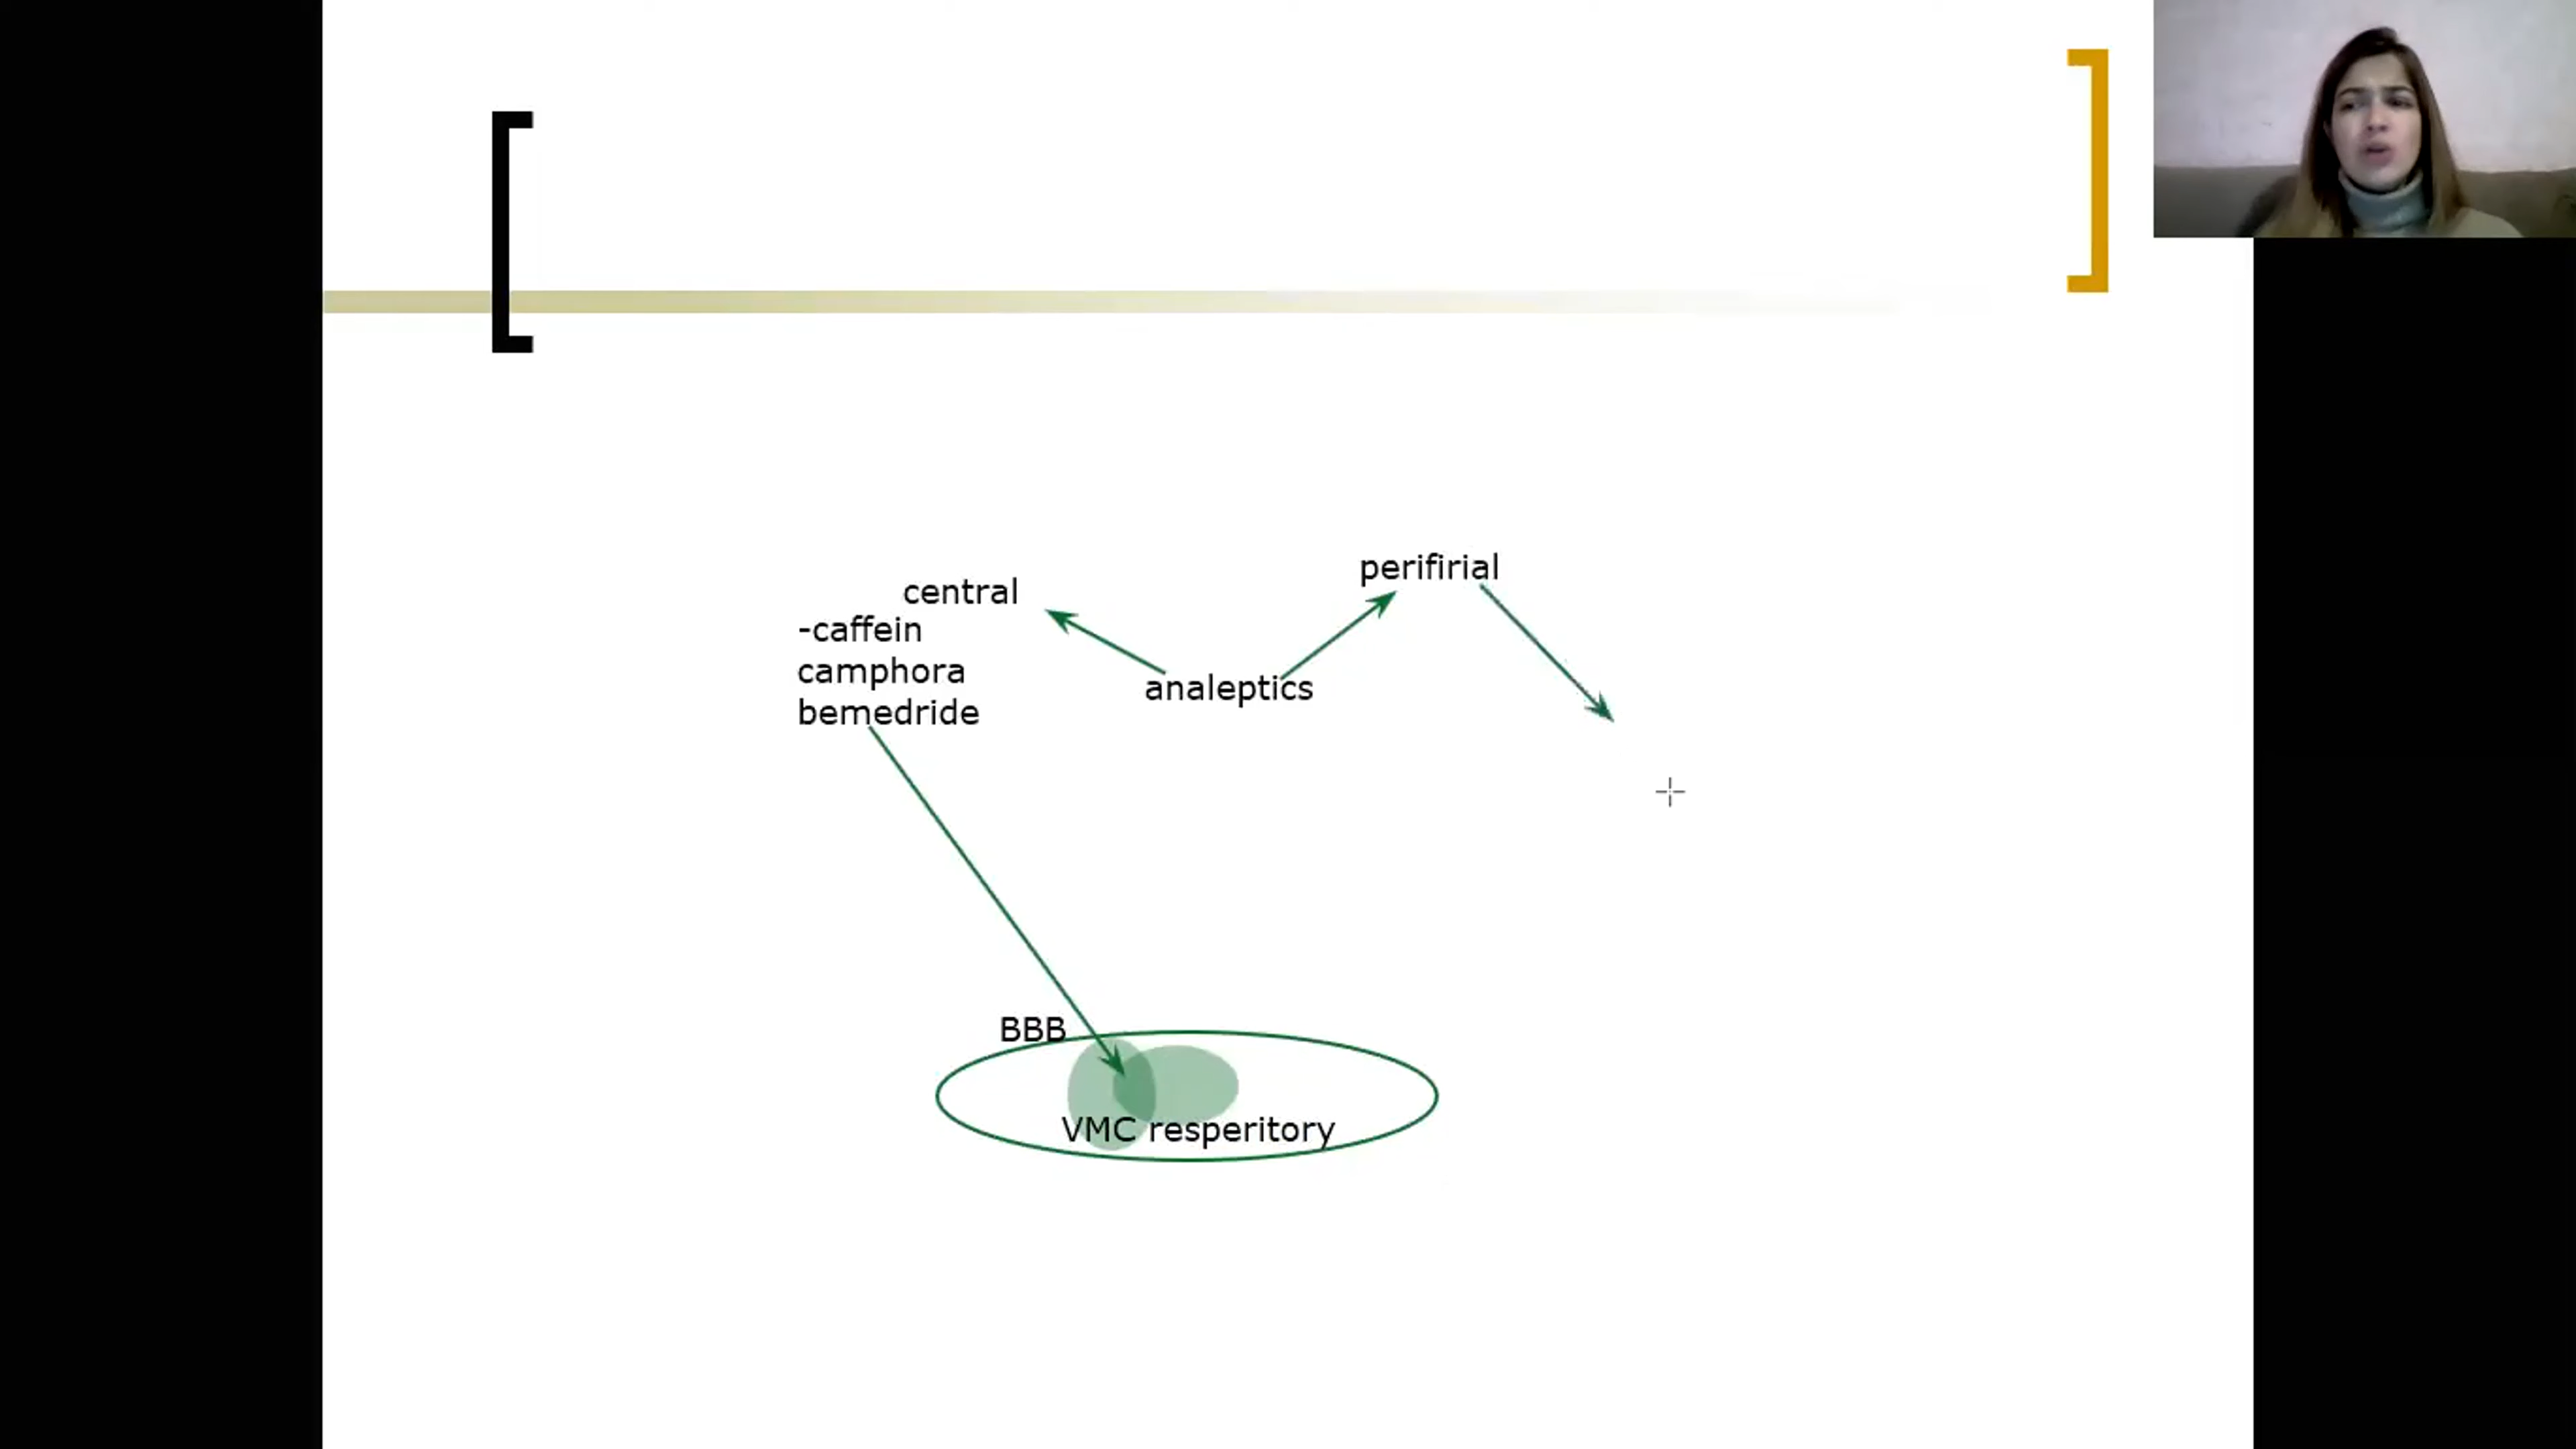 perifirial
central
-caffein
camphora
bemedride
analeptics
BBB
VMC resperitory